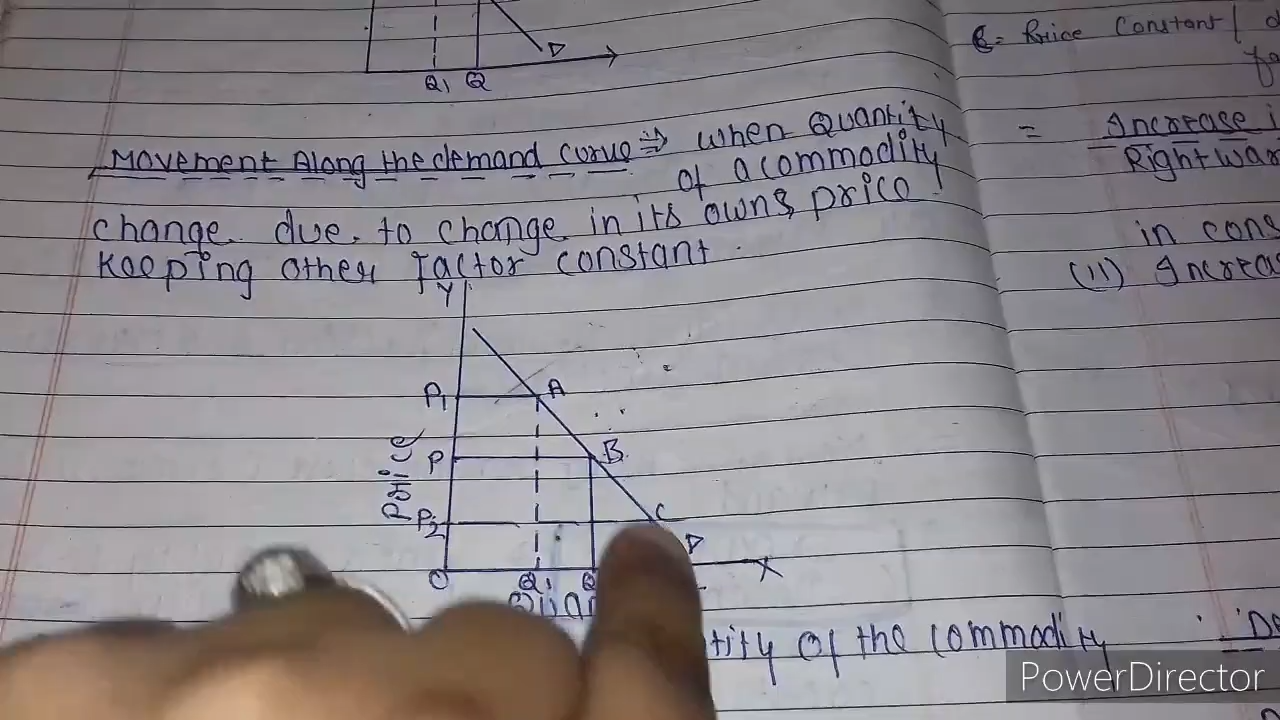 D
Q1 Q
Movement Along the demand curve ⇒ when Quantity
of a commodity
change due to change in its owns price
Keeping other factor constant.
Y
P1 A
P B
Price
P2 C
D
O Q1 Q X
tity of the commodity
= Price Constant
= Increase
Rightwar
in cons
(ii) Increa
De
PowerDirector